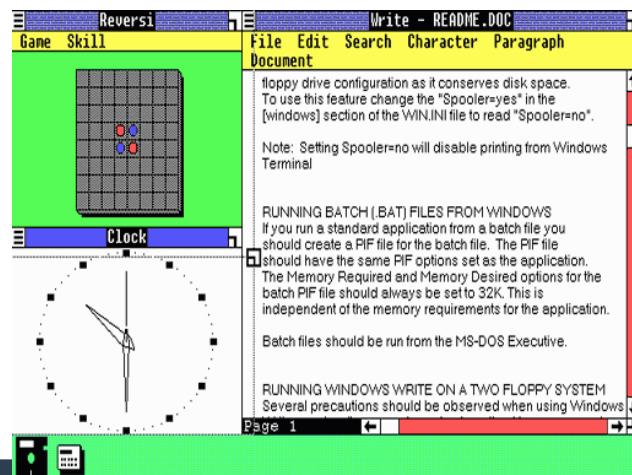 Reversi
Game Skill
Clock
Write - README.DOC
File Edit Search Character Paragraph
Document
floppy drive configuration as it conserves disk space.
To use this feature change the "Spooler=yes" in the
[windows] section of the WIN.INI file to read "Spooler=no".
Note: Setting Spooler=no will disable printing from Windows
Terminal
RUNNING BATCH (.BAT) FILES FROM WINDOWS
If you run a standard application from a batch file you
should create a PIF file for the batch file. The PIF file
should have the same PIF options set as the application.
The Memory Required and Memory Desired options for the
batch PIF file should always be set to 32K. This is
independent of the memory requirements for the application.
Batch files should be run from the MS-DOS Executive.
RUNNING WINDOWS WRITE ON A TWO FLOPPY SYSTEM
Several precautions should be observed when using Windows
Page 1